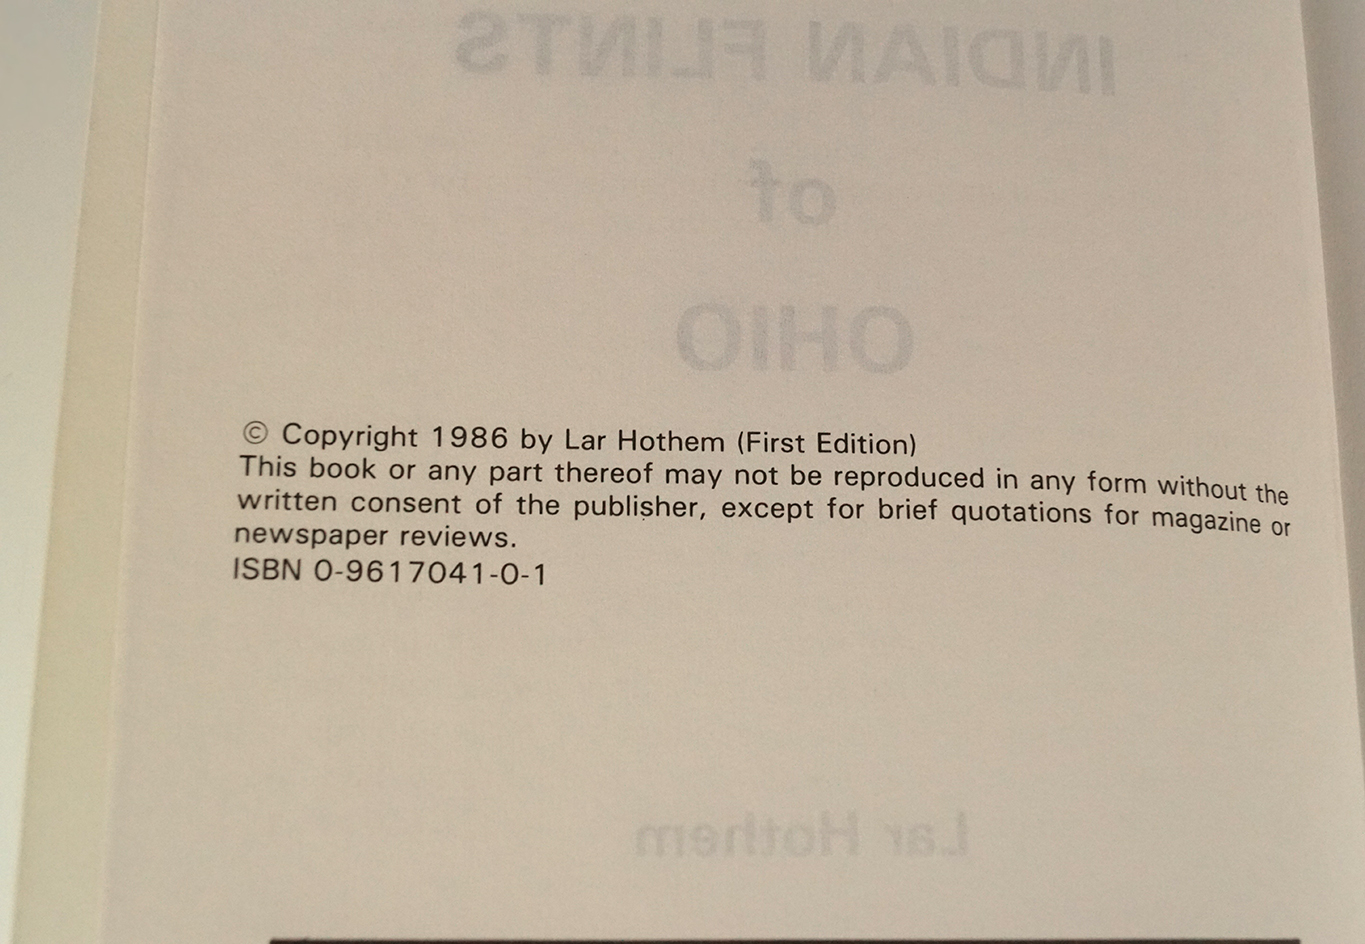 INDIAN FLINTS
of
OHIO
© Copyright 1986 by Lar Hothem (First Edition)
This book or any part thereof may not be reproduced in any form without the
written consent of the publisher, except for brief quotations for magazine or
newspaper reviews.
ISBN 0-9617041-0-1
Lar Hothem